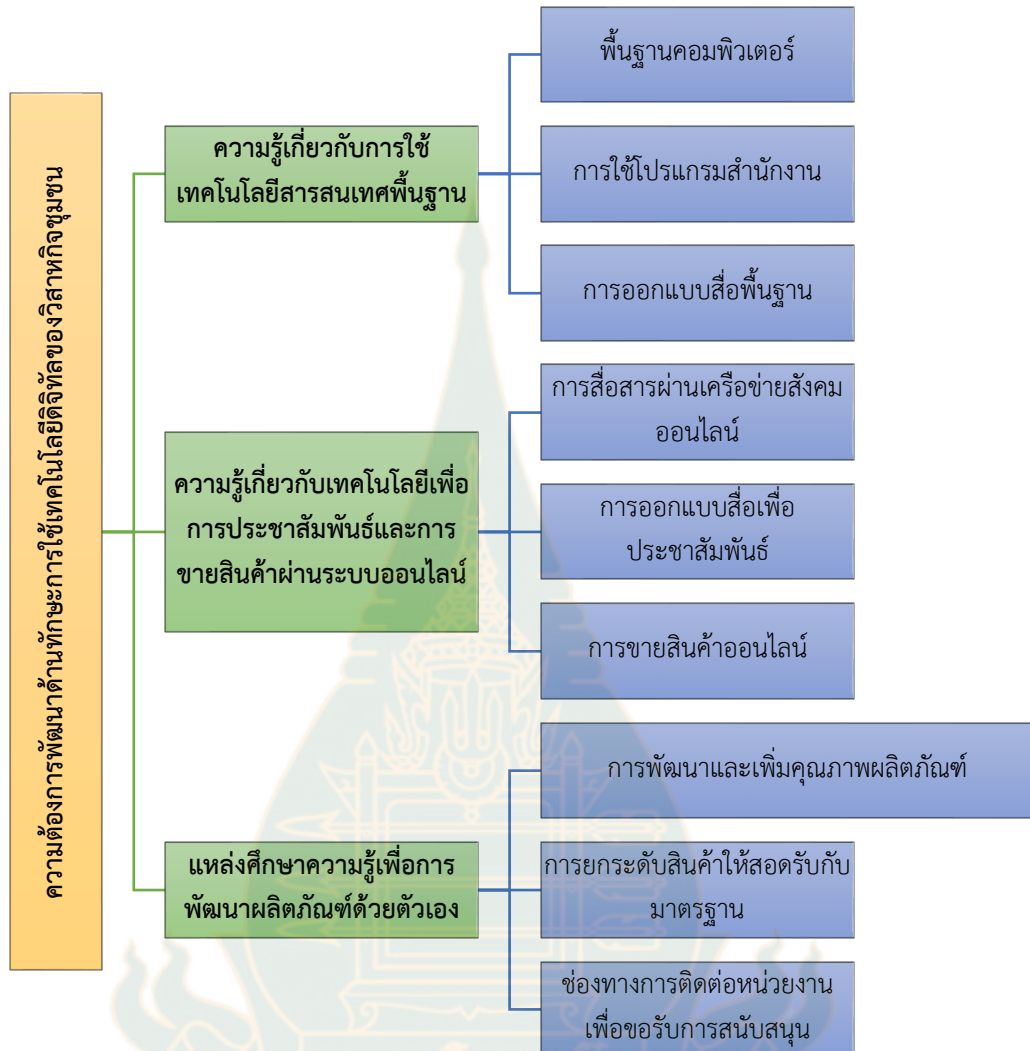 ความต้องการพัฒนาด้านทักษะการใช้เทคโนโลยีดิจิทัลของวิสาหกิจชุมชน
ความรู้เกี่ยวกับการใช้
เทคโนโลยีสารสนเทศพื้นฐาน
พื้นฐานคอมพิวเตอร์
การใช้โปรแกรมสำนักงาน
การออกแบบสื่อพื้นฐาน
ความรู้เกี่ยวกับเทคโนโลยีเพื่อ
การประชาสัมพันธ์และการ
ขายสินค้าผ่านระบบออนไลน์
การสื่อสารผ่านเครือข่ายสังคม
ออนไลน์
การออกแบบสื่อเพื่อ
ประชาสัมพันธ์
การขายสินค้าออนไลน์
แหล่งศึกษาความรู้เพื่อการ
พัฒนาผลิตภัณฑ์ด้วยตัวเอง
การพัฒนาและเพิ่มคุณภาพผลิตภัณฑ์
การยกระดับสินค้าให้สอดรับกับ
มาตรฐาน
ช่องทางการติดต่อหน่วยงาน
เพื่อขอรับการสนับสนุน